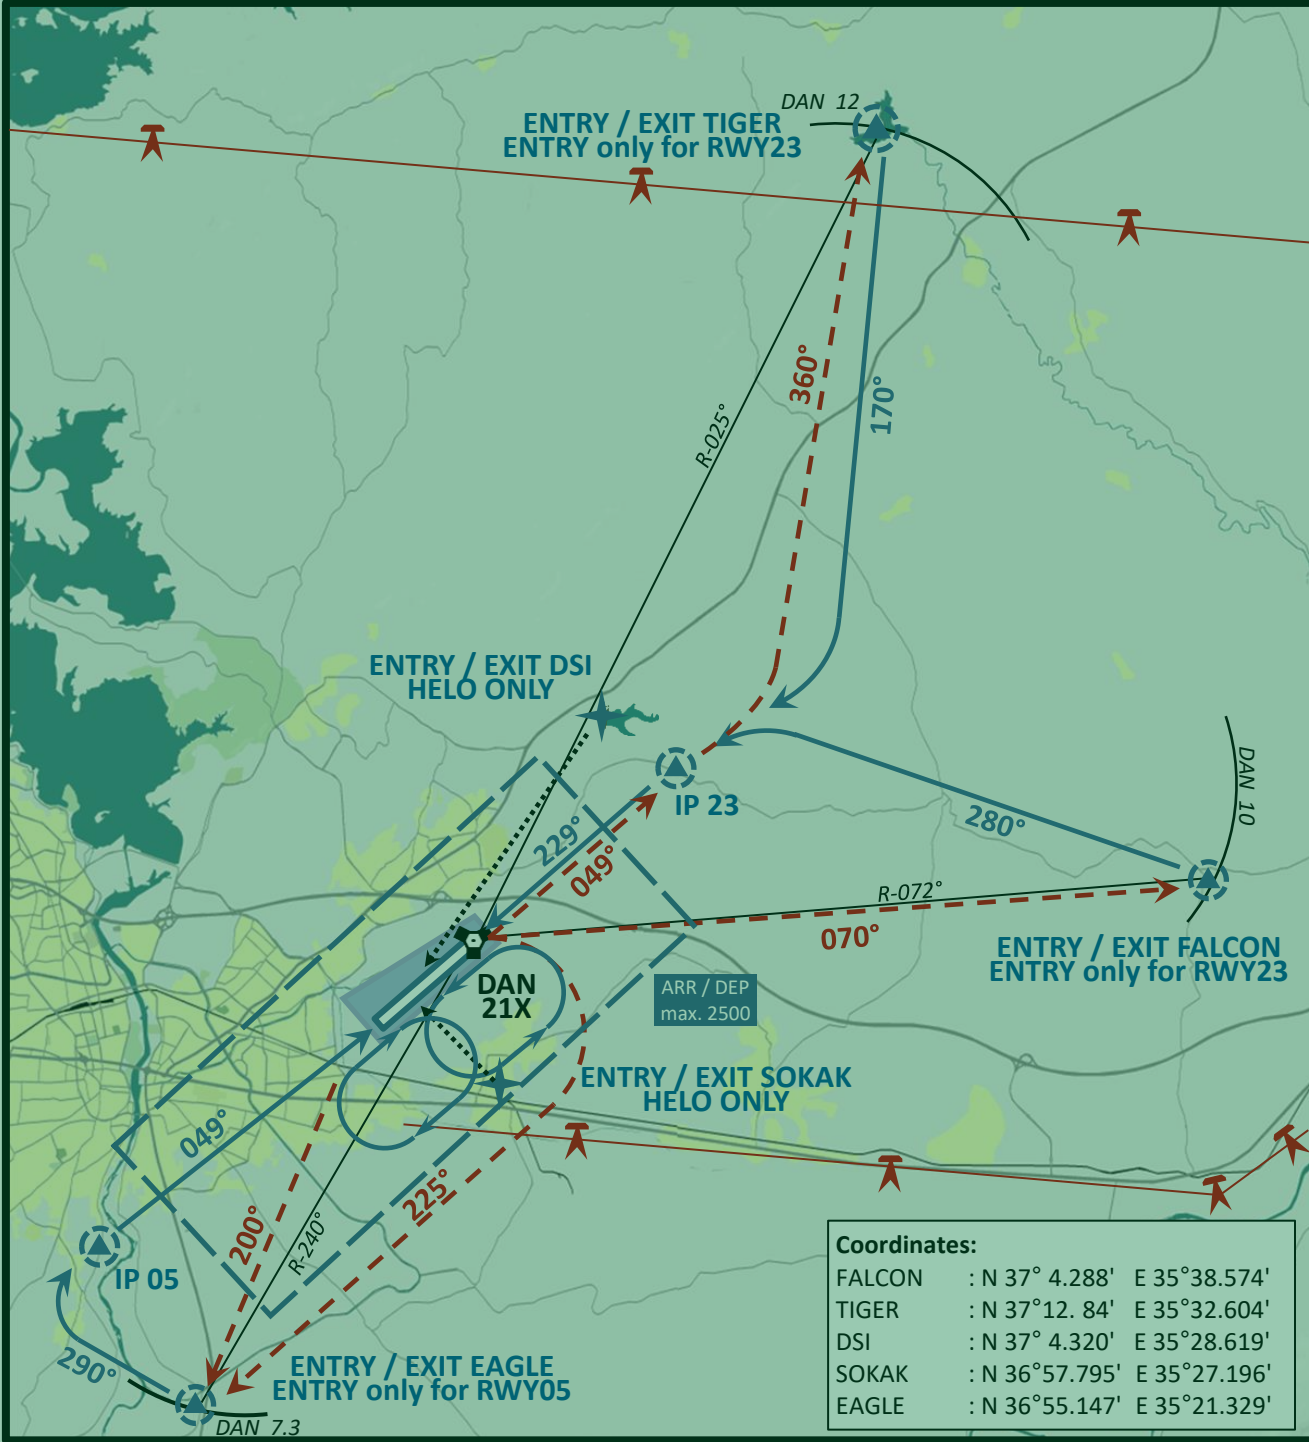 DAN 12
ENTRY / EXIT TIGER
ENTRY only for RWY23
360°
170°
R-025°
ENTRY / EXIT DSI
HELO ONLY
IP 23
280°
DAN 10
229°
049°
R-072°
070°
ENTRY / EXIT FALCON
ENTRY only for RWY23
DAN
21X
ARR / DEP
max. 2500
ENTRY / EXIT SOKAK
HELO ONLY
049°
225°
200°
R-240°
IP 05
290°
ENTRY / EXIT EAGLE
ENTRY only for RWY05
DAN 7.3
Coordinates:
FALCON : N 37° 4.288' E 35°38.574'
TIGER : N 37°12. 84' E 35°32.604'
DSI : N 37° 4.320' E 35°28.619'
SOKAK : N 36°57.795' E 35°27.196'
EAGLE : N 36°55.147' E 35°21.329'